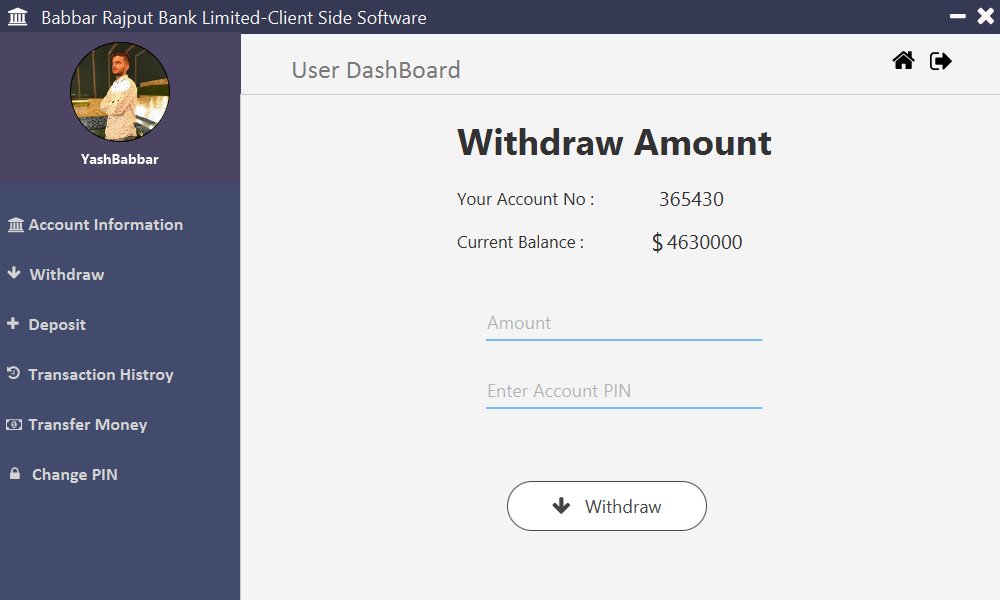 Babbar Rajput Bank Limited-Client Side Software
YashBabbar
Account Information
Withdraw
Deposit
Transaction Histroy
Transfer Money
Change PIN
User DashBoard
Withdraw Amount
Your Account No : 365430
Current Balance : $ 4630000
Amount
Enter Account PIN
Withdraw